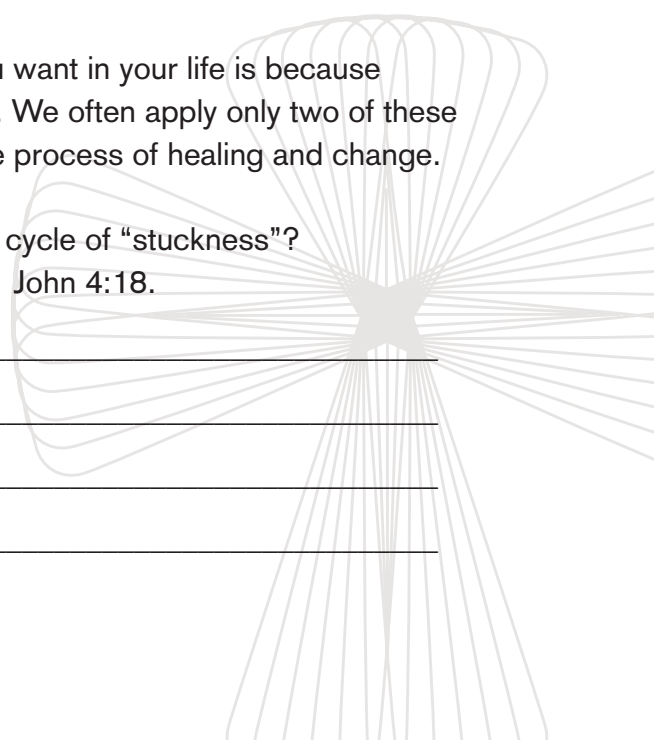 want in your life is because
. We often apply only two of these
process of healing and change.
cycle of “stuckness”?
John 4:18.